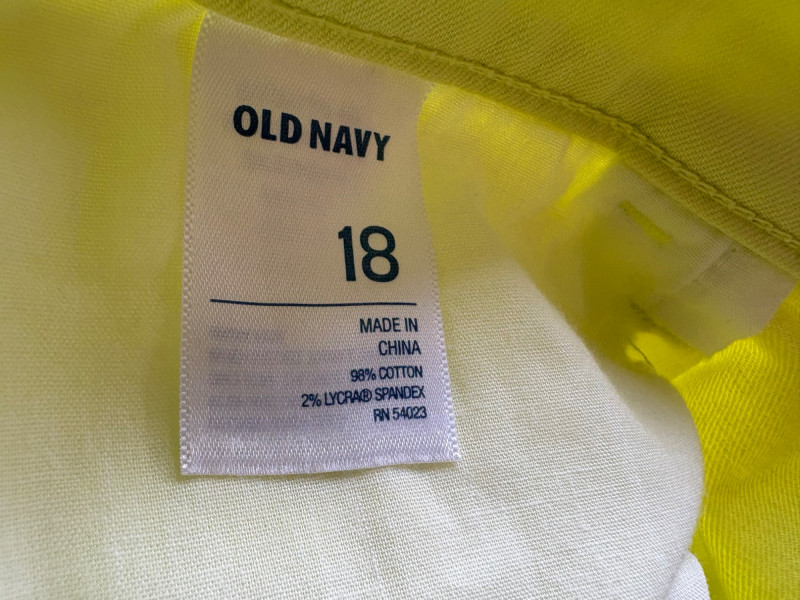 OLD NAVY
18
MADE IN
CHINA
98% COTTON
2% LYCRA® SPANDEX
RN 54023